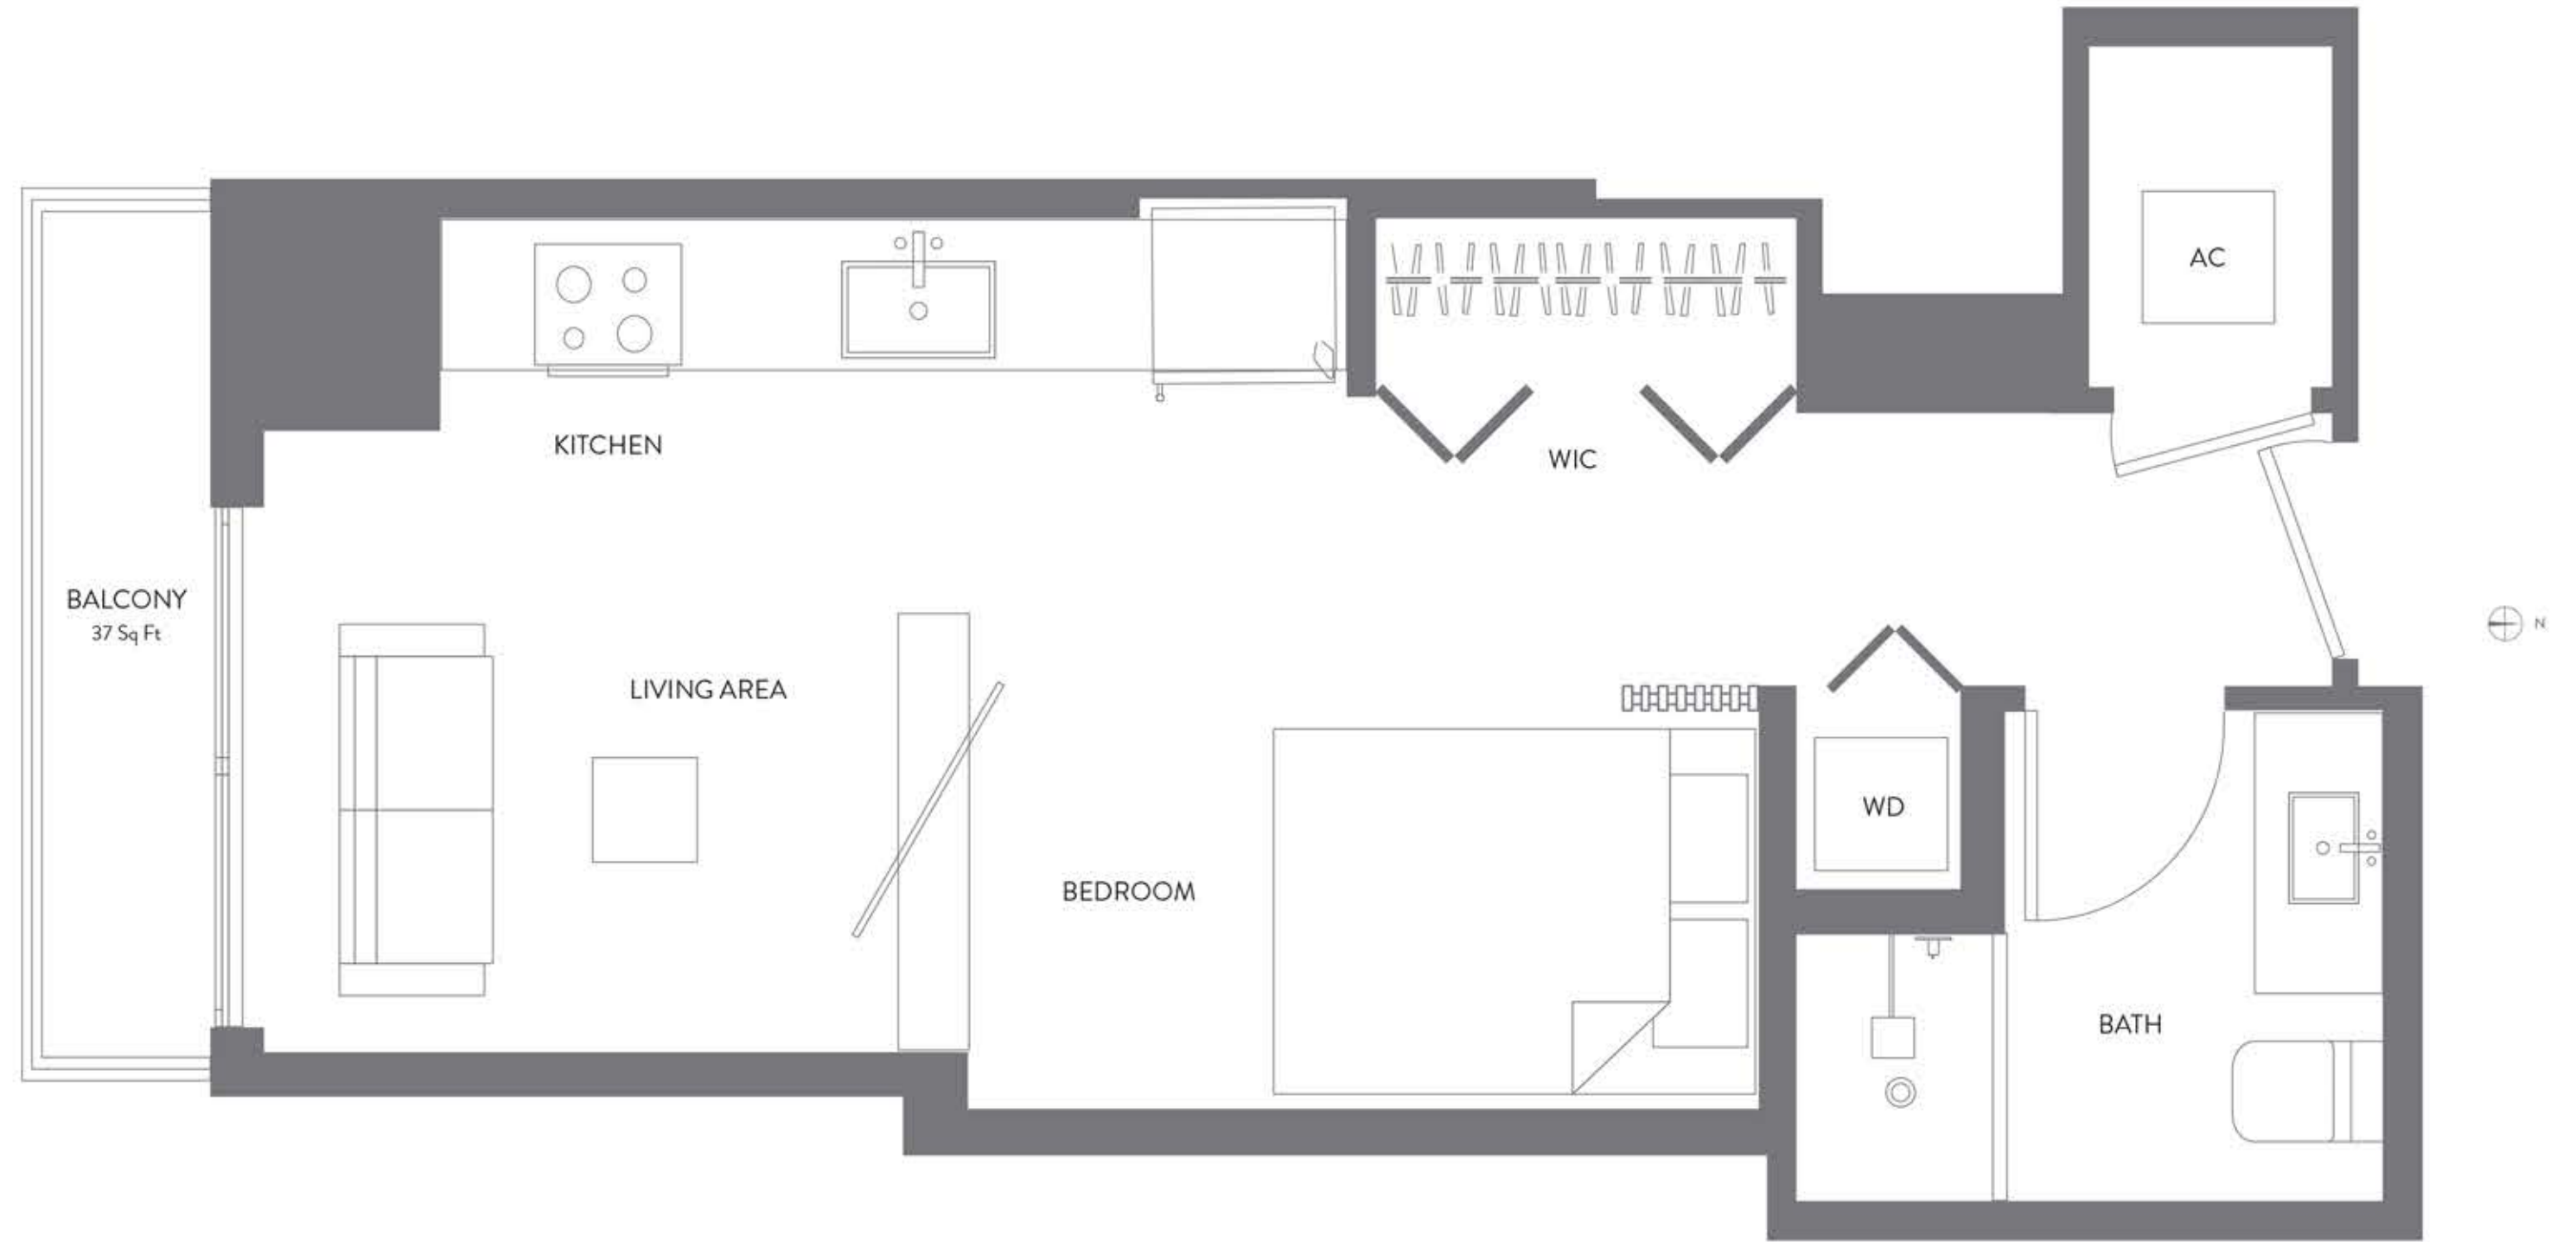 AC
KITCHEN
WIC
BALCONY
37 Sq Ft
N
LIVING AREA
WD
BEDROOM
BATH